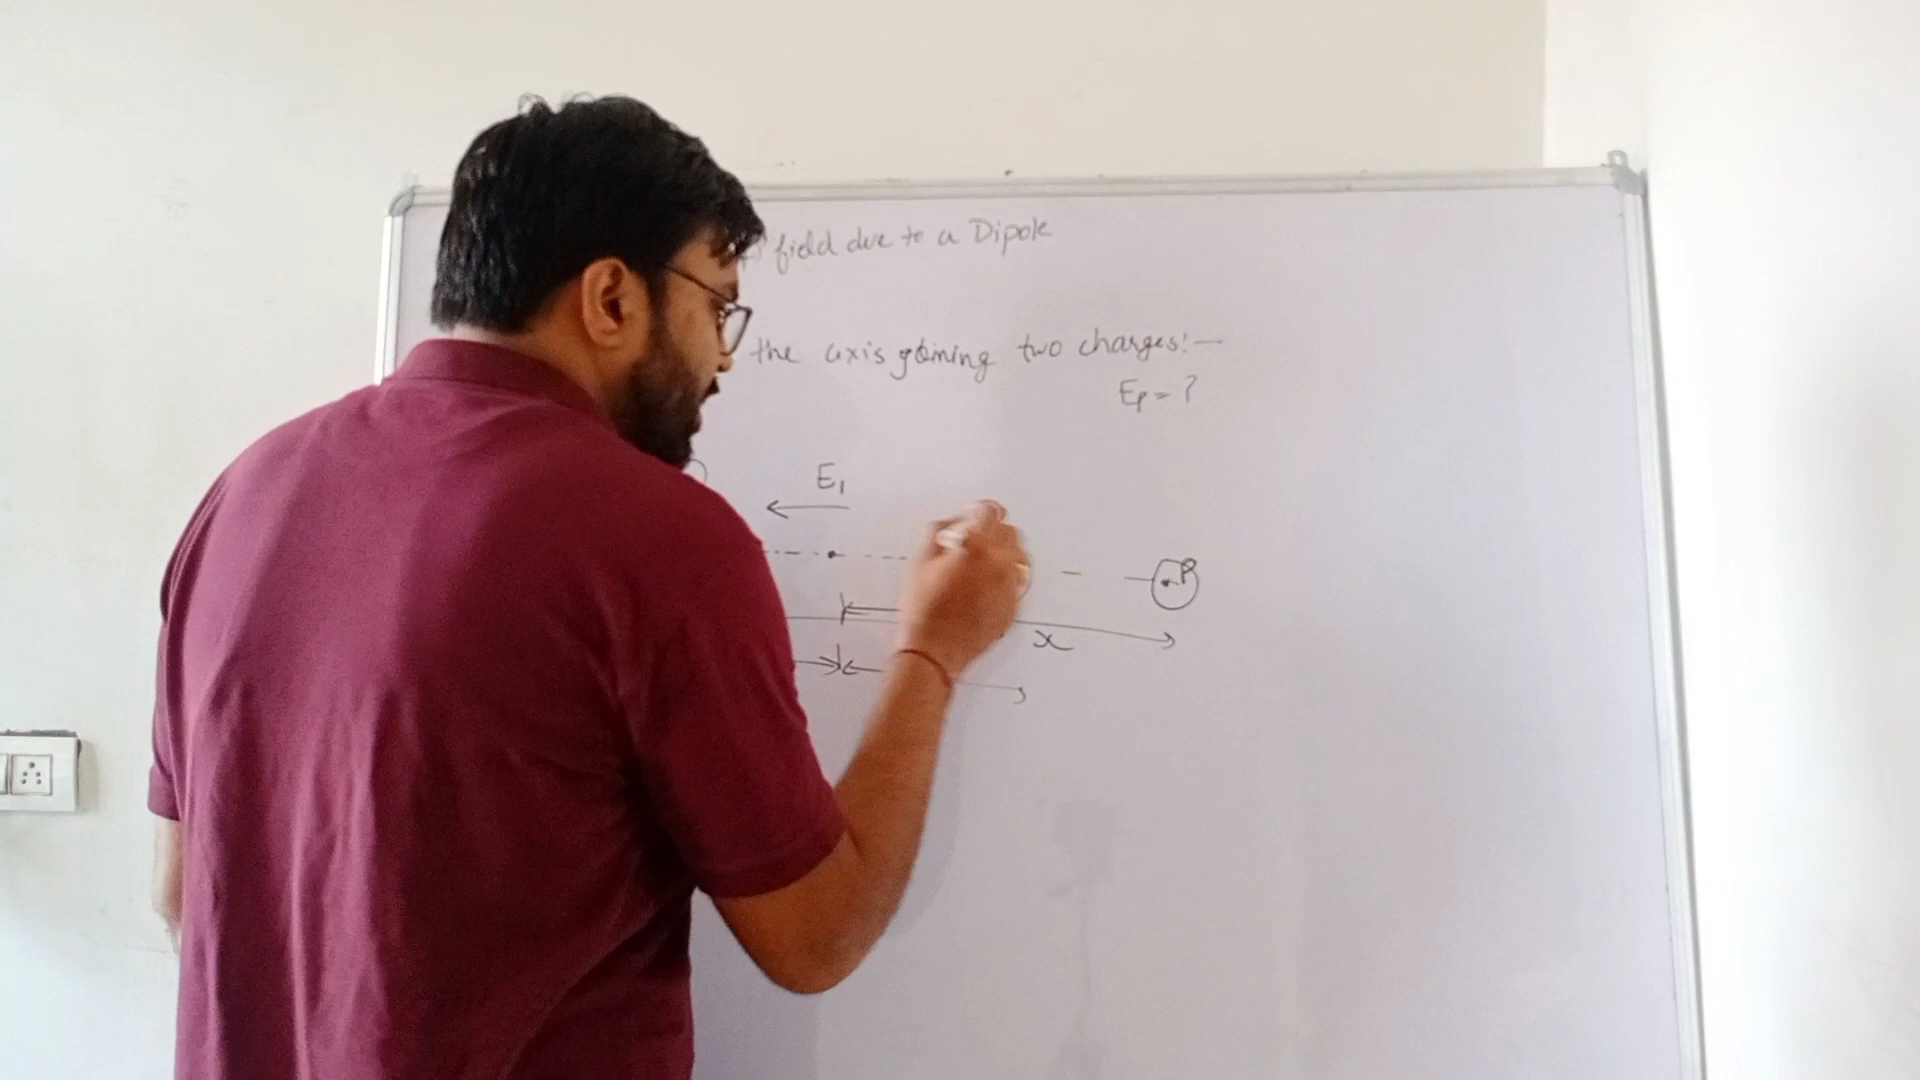 field due to a Dipole
the axis joining two charges:—
Ep = ?
E1
P
x